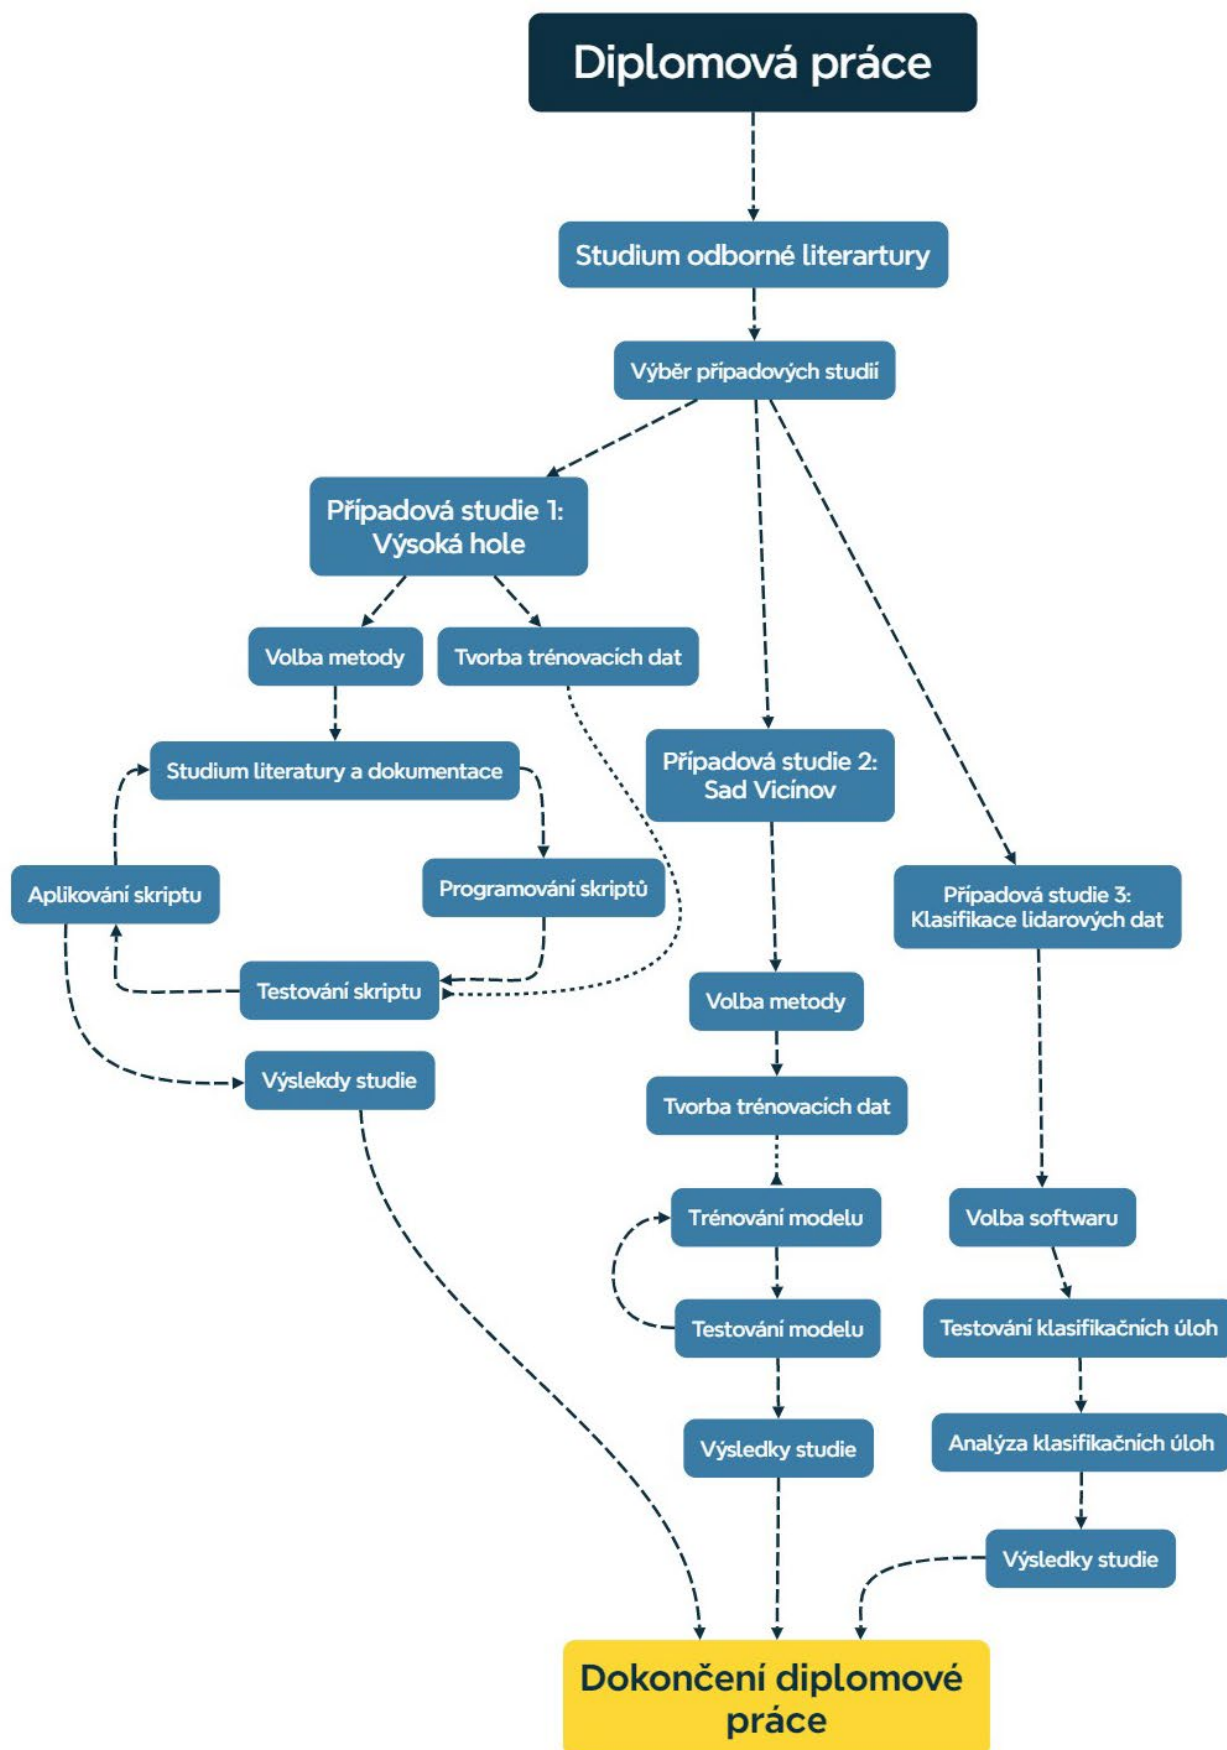 Diplomová práce
Studium odborné literartury
Výběr případových studií
Případová studie 1:
Výsoká hole
Volba metody
Tvorba trénovacích dat
Studium literatury a dokumentace
Aplikování skriptu
Programování skriptů
Testování skriptu
Výslekdy studie
Případová studie 2:
Sad Vicínov
Volba metody
Tvorba trénovacích dat
Trénování modelu
Testování modelu
Výsledky studie
Případová studie 3:
Klasifikace lidarových dat
Volba softwaru
Testování klasifikačních úloh
Analýza klasifikačních úloh
Výsledky studie
Dokončení diplomové
práce